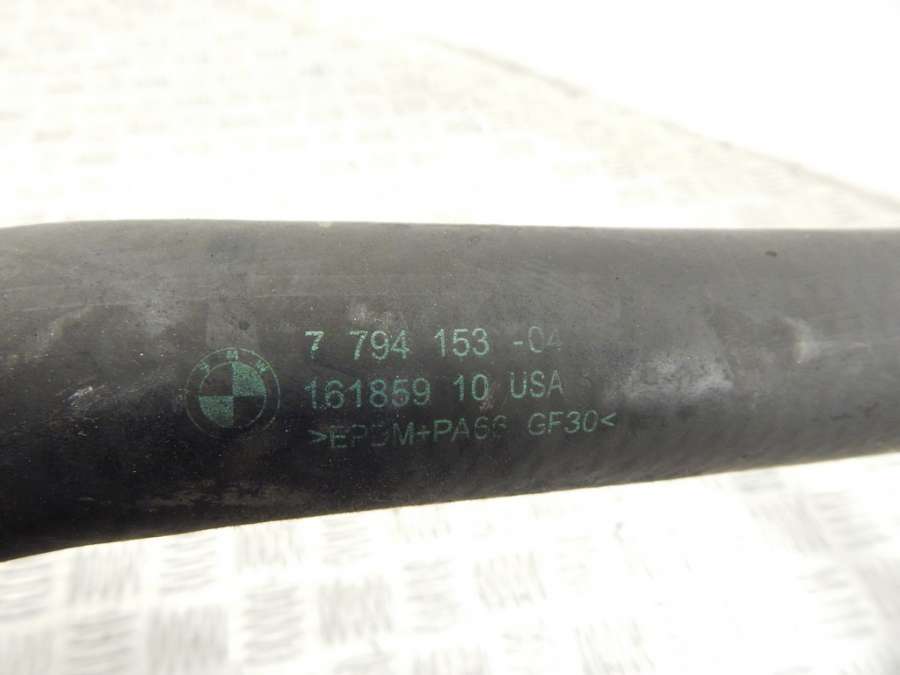 BMW
7 794 153 -04
161859 10 USA
>EPDM+PA66 GF30<